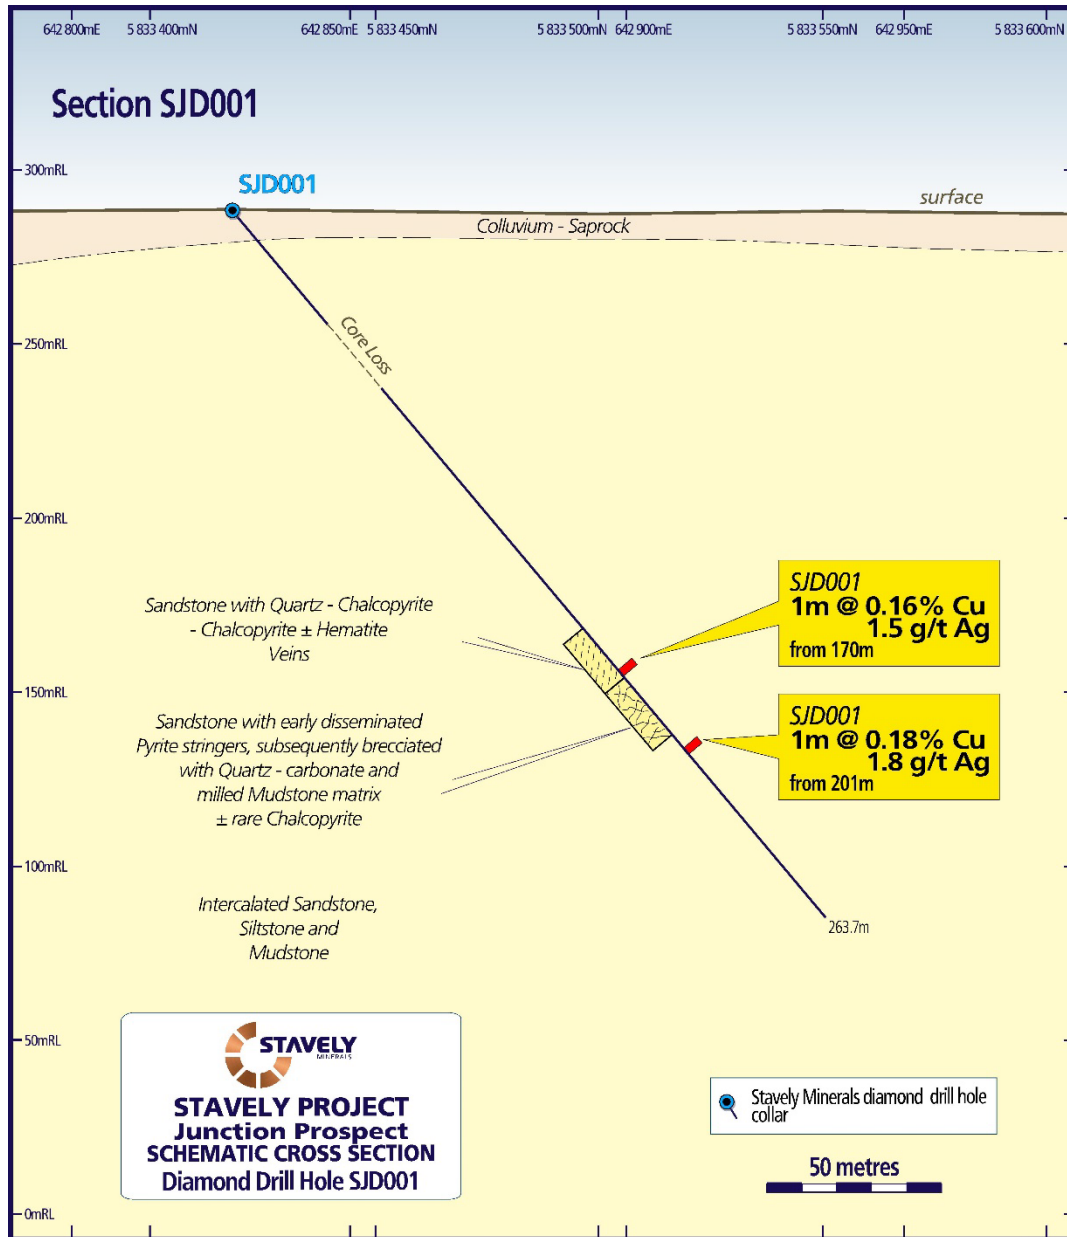 642 800mE 5 833 400mN 642 850mE 5 833 450mN 5 833 500mN 642 900mE 5 833 550mN 642 950mE 5 833 600mN
Section SJD001
300mRL
SJD001
surface
Colluvium - Saprock
250mRL
Core Loss
200mRL
SJD001
1m @ 0.16% Cu
1.5 g/t Ag
from 170m
Sandstone with Quartz - Chalcopyrite
- Chalcopyrite ± Hematite
Veins
150mRL
SJD001
1m @ 0.18% Cu
1.8 g/t Ag
from 201m
Sandstone with early disseminated
Pyrite stringers, subsequently brecciated
with Quartz - carbonate and
milled Mudstone matrix
± rare Chalcopyrite
100mRL
Intercalated Sandstone,
Siltstone and
Mudstone
263.7m
50mRL
STAVELY
MINERALS
STAVELY PROJECT
Junction Prospect
SCHEMATIC CROSS SECTION
Diamond Drill Hole SJD001
Stavely Minerals diamond drill hole
collar
50 metres
0mRL